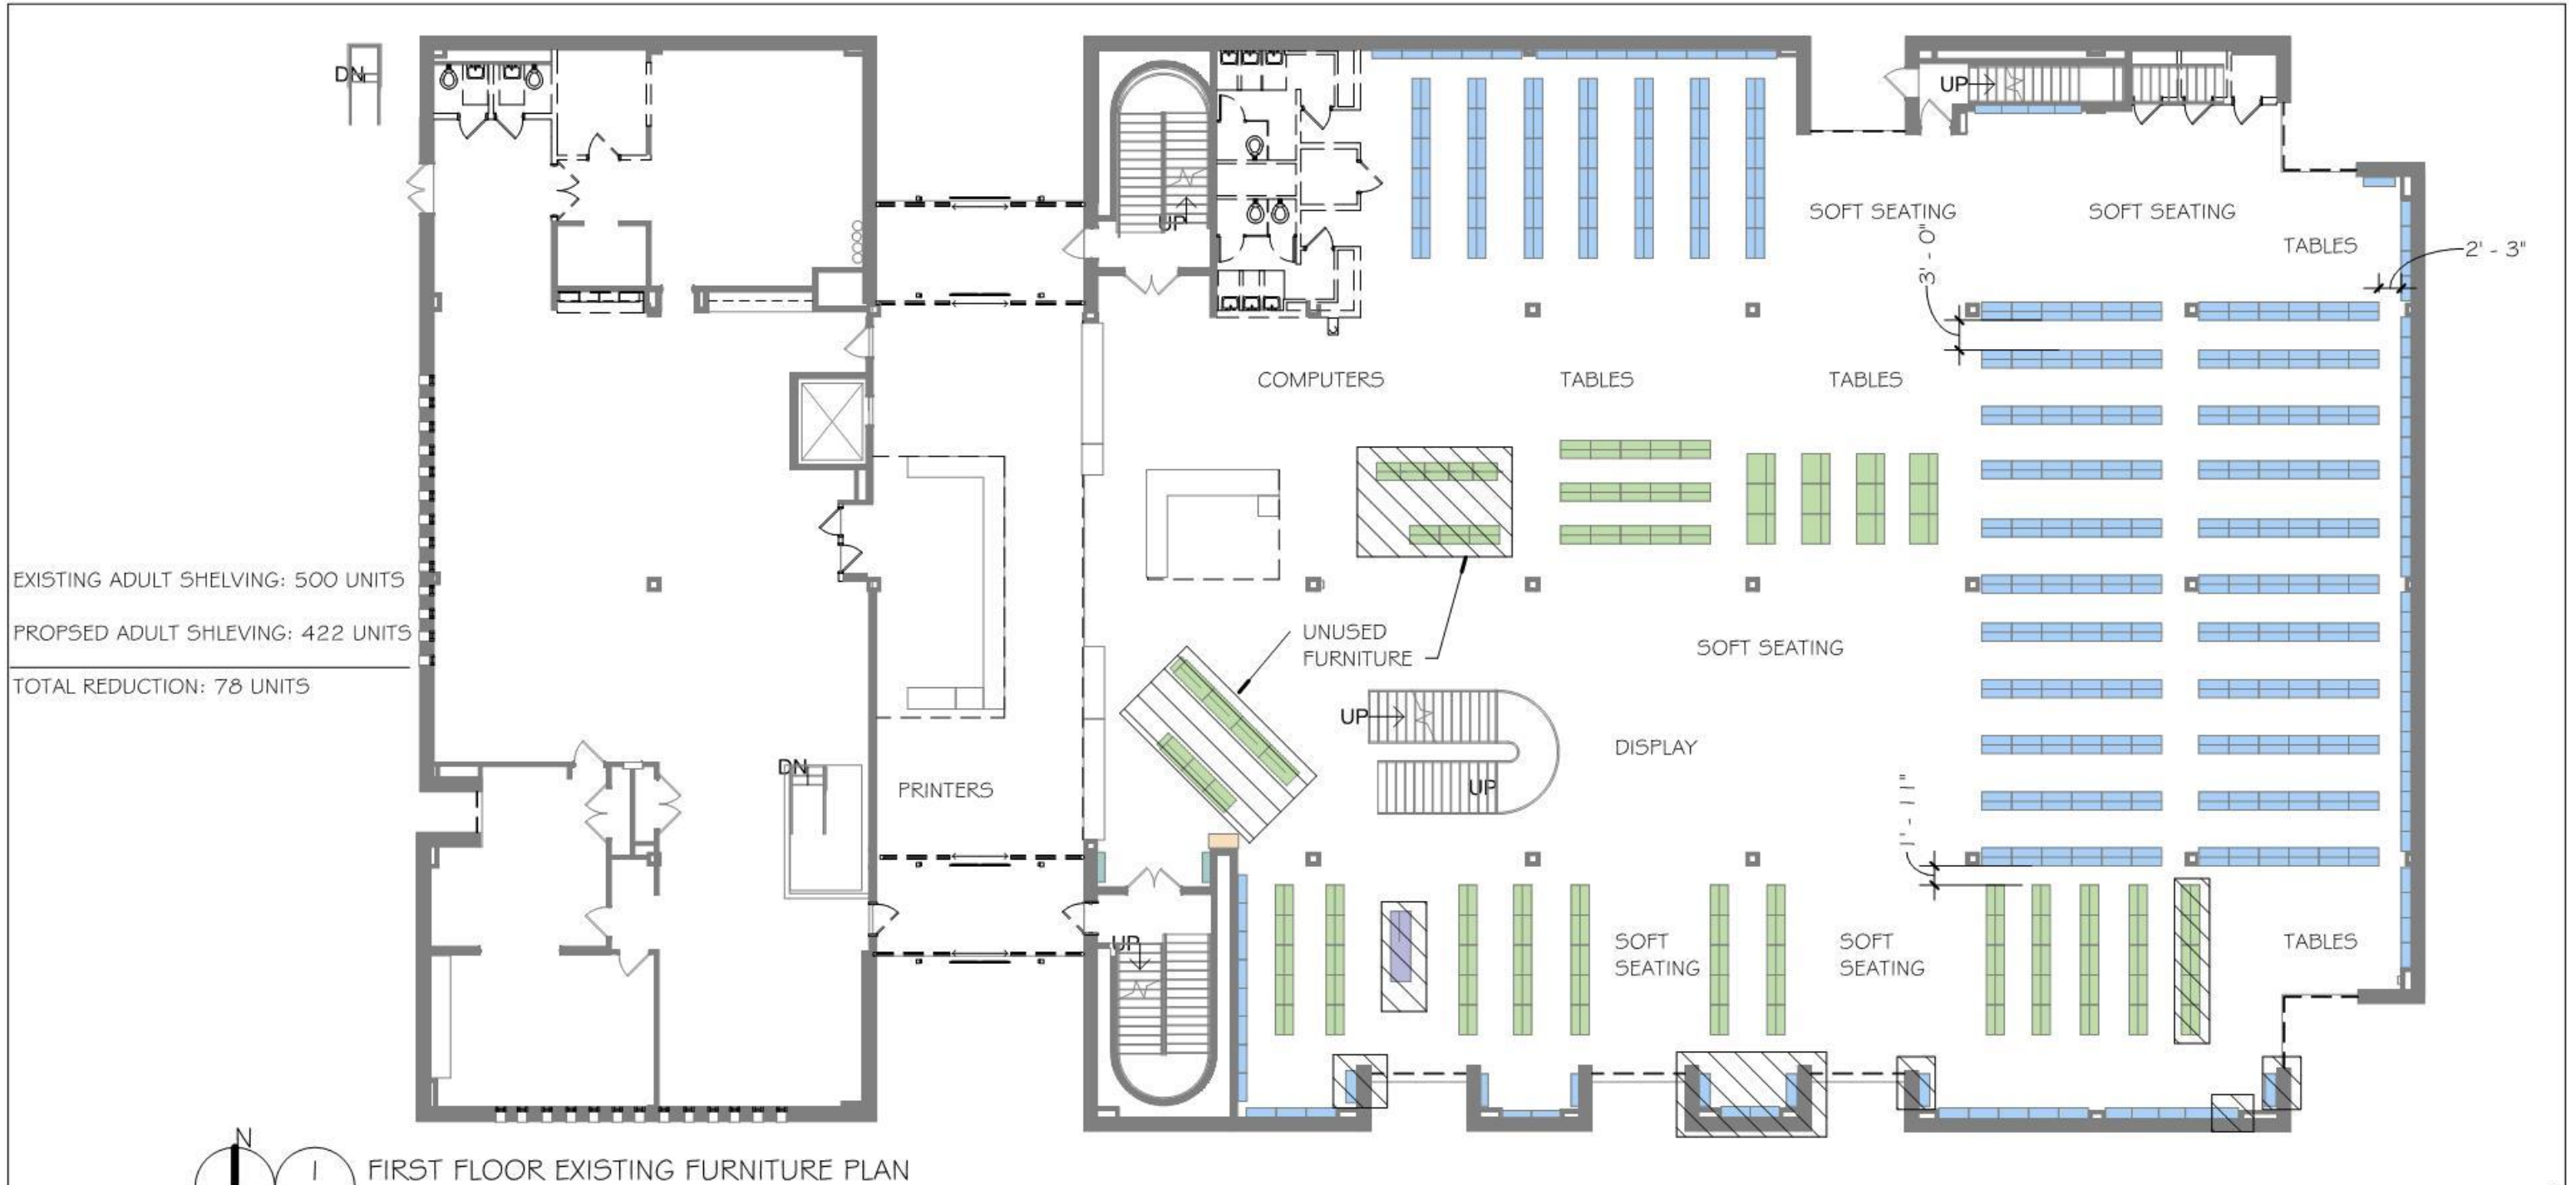 DN
UP
UP
SOFT SEATING
SOFT SEATING
TABLES
2' - 3"
3' - 0"
COMPUTERS
TABLES
TABLES
EXISTING ADULT SHELVING: 500 UNITS
PROPSED ADULT SHLEVING: 422 UNITS
TOTAL REDUCTION: 78 UNITS
UNUSED
FURNITURE
SOFT SEATING
UP
DISPLAY
UP
DN
PRINTERS
1' - 11"
UP
SOFT
SEATING
SOFT
SEATING
TABLES
N
1
FIRST FLOOR EXISTING FURNITURE PLAN